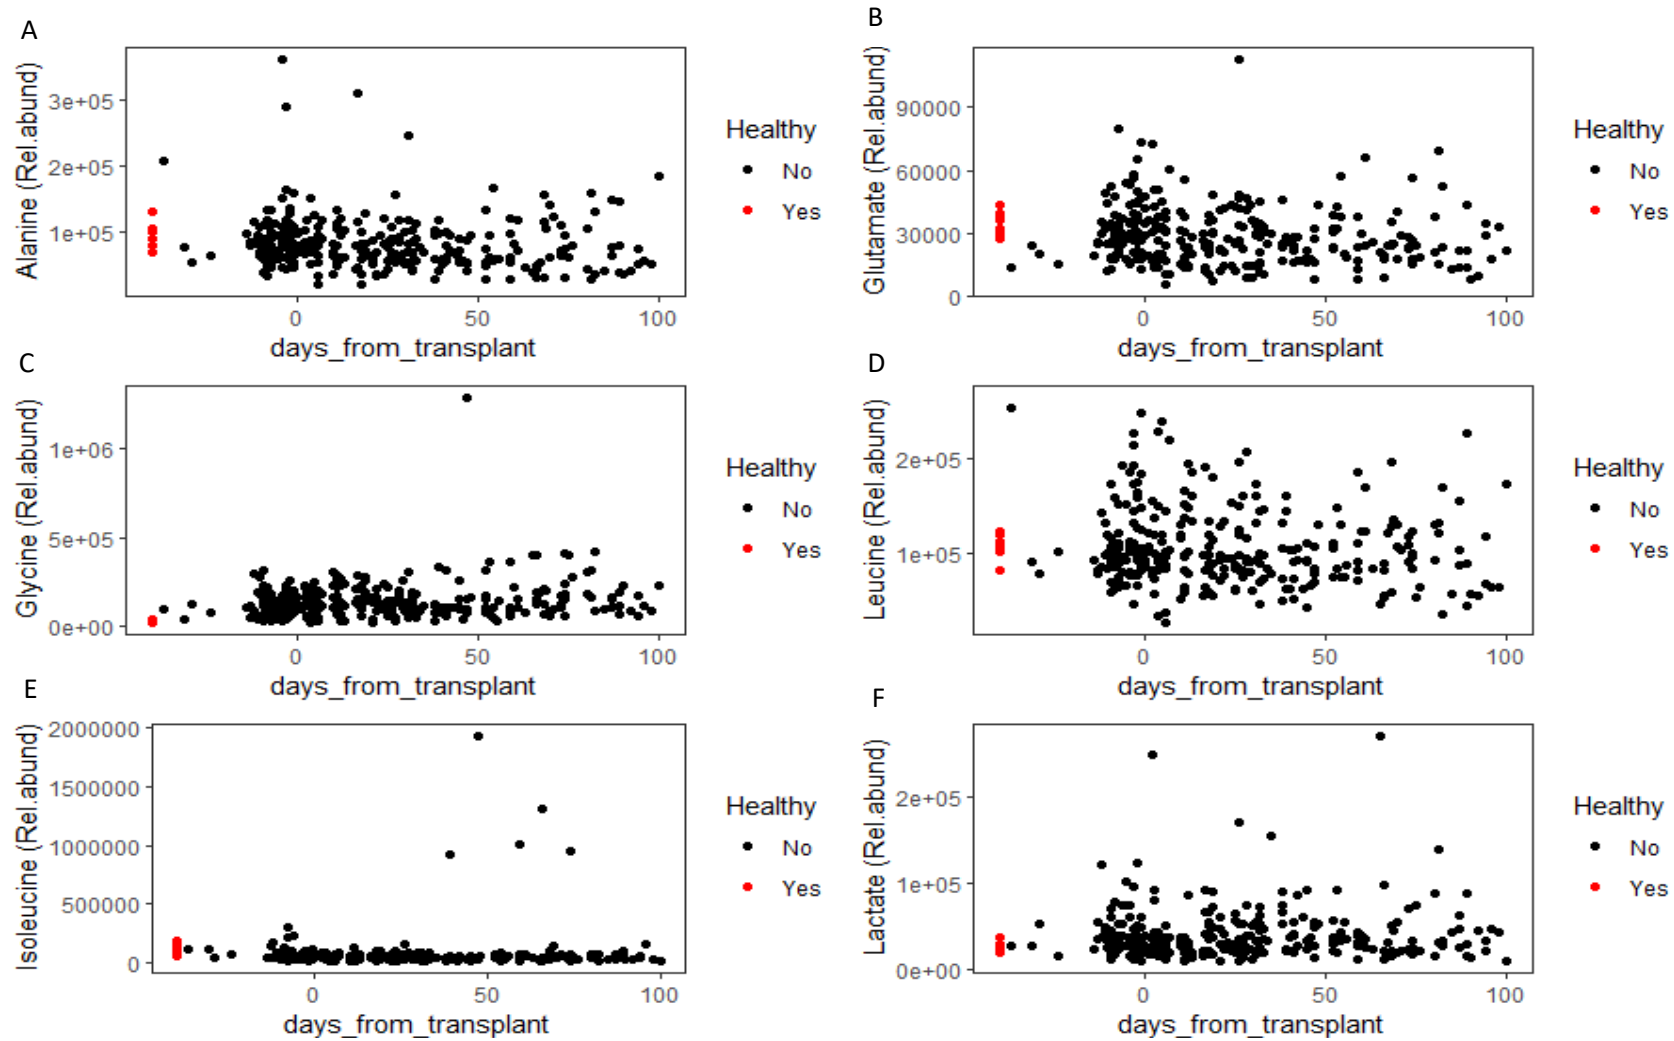 A
Alanine (Rel.abund)
3e+05
2e+05
1e+05
0
50
100
days_from_transplant
Healthy
No
Yes
B
Glutamate (Rel.abund)
90000
60000
30000
0
0
50
100
days_from_transplant
Healthy
No
Yes
C
Glycine (Rel.abund)
1e+06
5e+05
0e+00
0
50
100
days_from_transplant
Healthy
No
Yes
D
Leucine (Rel.abund)
2e+05
1e+05
0
50
100
days_from_transplant
Healthy
No
Yes
E
Isoleucine (Rel.abund)
2000000
1500000
1000000
500000
0
0
50
100
days_from_transplant
Healthy
No
Yes
F
Lactate (Rel.abund)
2e+05
1e+05
0e+00
0
50
100
days_from_transplant
Healthy
No
Yes